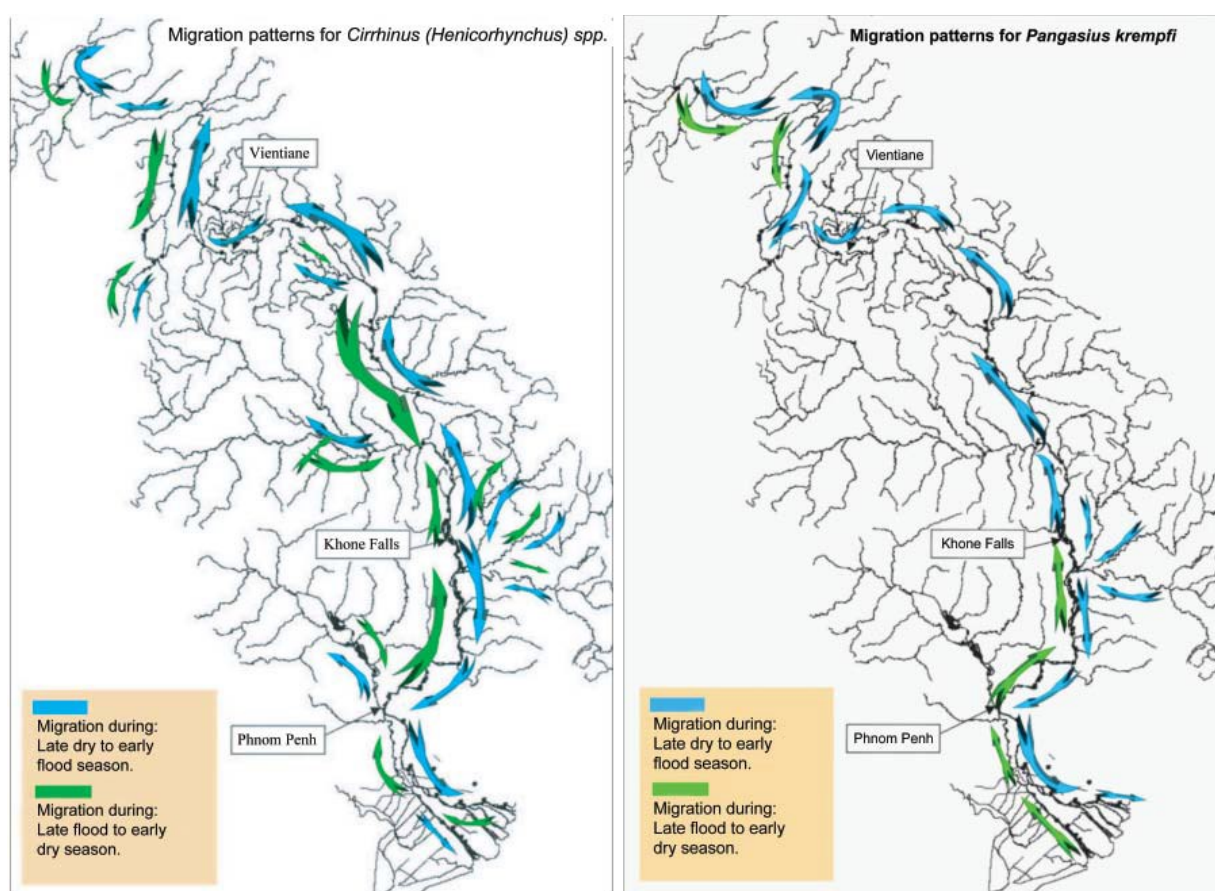 Migration patterns for Cirrhinus (Henicorhynchus) spp.
Vientiane
Khone Falls
Phnom Penh
Migration during:
Late dry to early
flood season.
Migration during:
Late flood to early
dry season.
Migration patterns for Pangasius krempfi
Vientiane
Khone Falls
Phnom Penh
Migration during:
Late dry to early
flood season.
Migration during:
Late flood to early
dry season.